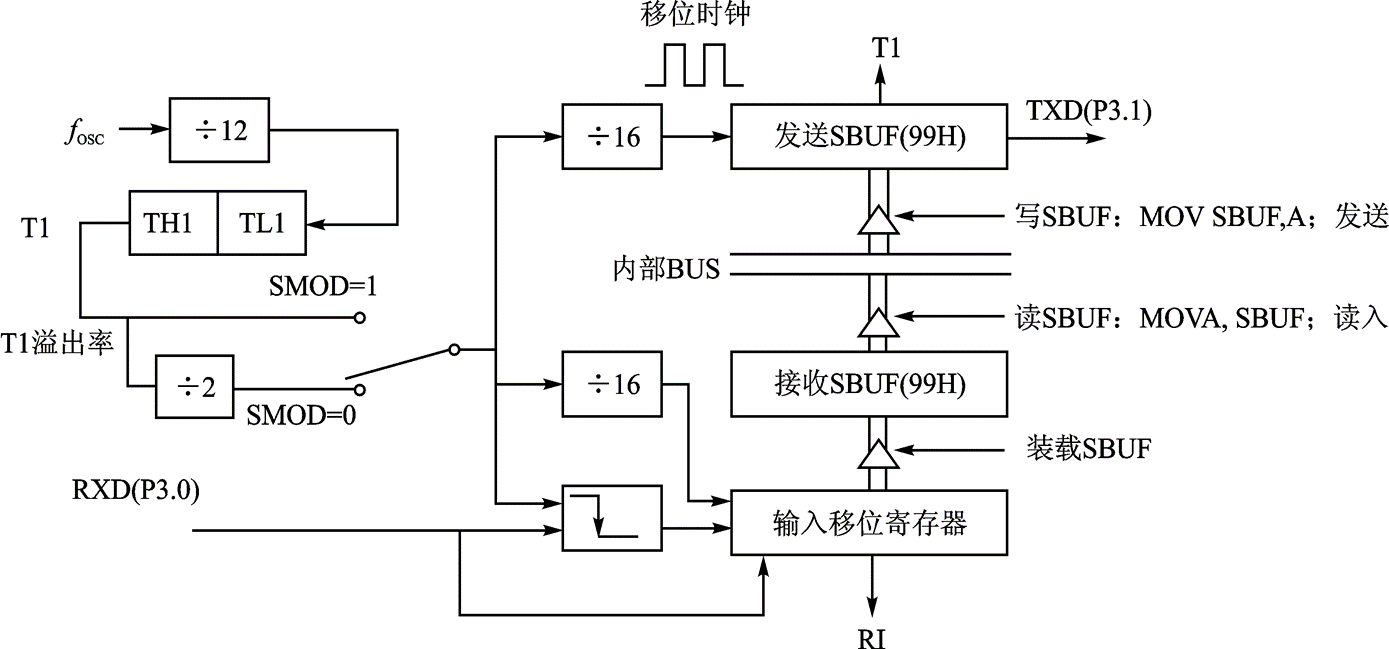 移位时钟
T1
fOSC
÷12
÷16
发送SBUF(99H)
TXD(P3.1)
T1
TH1
TL1
写SBUF：MOV SBUF,A；发送
内部BUS
SMOD=1
T1溢出率
读SBUF：MOVA, SBUF；读入
÷2
SMOD=0
÷16
接收SBUF(99H)
装载SBUF
RXD(P3.0)
输入移位寄存器
RI